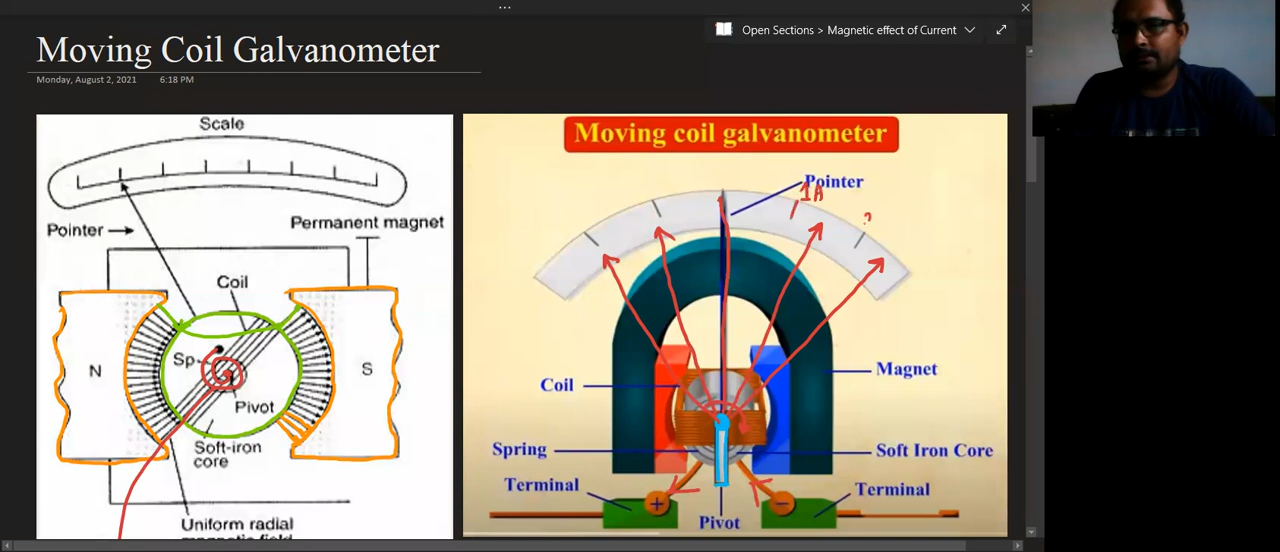 Open Sections > Magnetic effect of Current
Moving Coil Galvanometer
Monday, August 2, 2021 6:18 PM
Scale
Pointer
Permanent magnet
Coil
N
S
Sp
Pivot
Soft-iron
core
Uniform radial
Moving coil galvanometer
Pointer
1A
?
Coil
Magnet
Spring
Soft Iron Core
Terminal
Terminal
+
−
Pivot